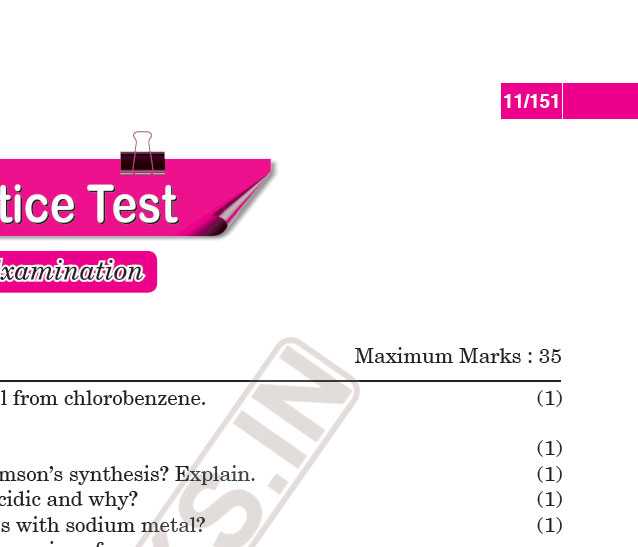 11/151
tice Test
xamination
Maximum Marks : 35
l from chlorobenzene. (1)
(1)
mson's synthesis? Explain. (1)
cidic and why? (1)
s with sodium metal? (1)
S.IN